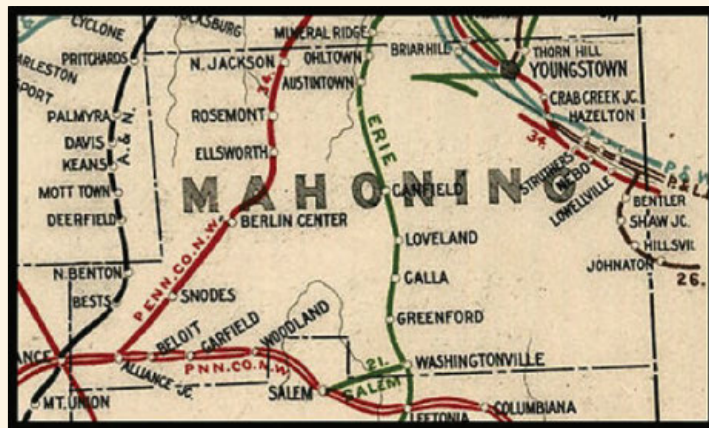 CYCLONE
MINERAL RIDGE
PRITCHARDS
N. JACKSON
OHLTOWN
BRIARHILL
THORN HILL
YOUNGSTOWN
AUSTINTOWN
34.
CRAB CREEK JC.
HAZELTON
PALMYRA
ROSEMONT
A. & N.
ERIE
DAVIS
KEANS
ELLSWORTH
34.
STRUTHERS
NEBO
LOWELLVILLE
P. & W.
MOTT TOWN
MAHONING
CANFIELD
BENTLER
DEERFIELD
BERLIN CENTER
SHAW JC.
LOVELAND
HILLSVIL
JOHNATON
26.
N. BENTON
PENN. CO. N. W.
CALLA
BESTS
SNODES
GREENFORD
BELOIT
GARFIELD
WOODLAND
ANCE
ALLIANCE JC.
PNN. CO. N. W.
WASHINGTONVILLE
21.
SALEM
SALEM
MT. UNION
LEETONIA
COLUMBIANA